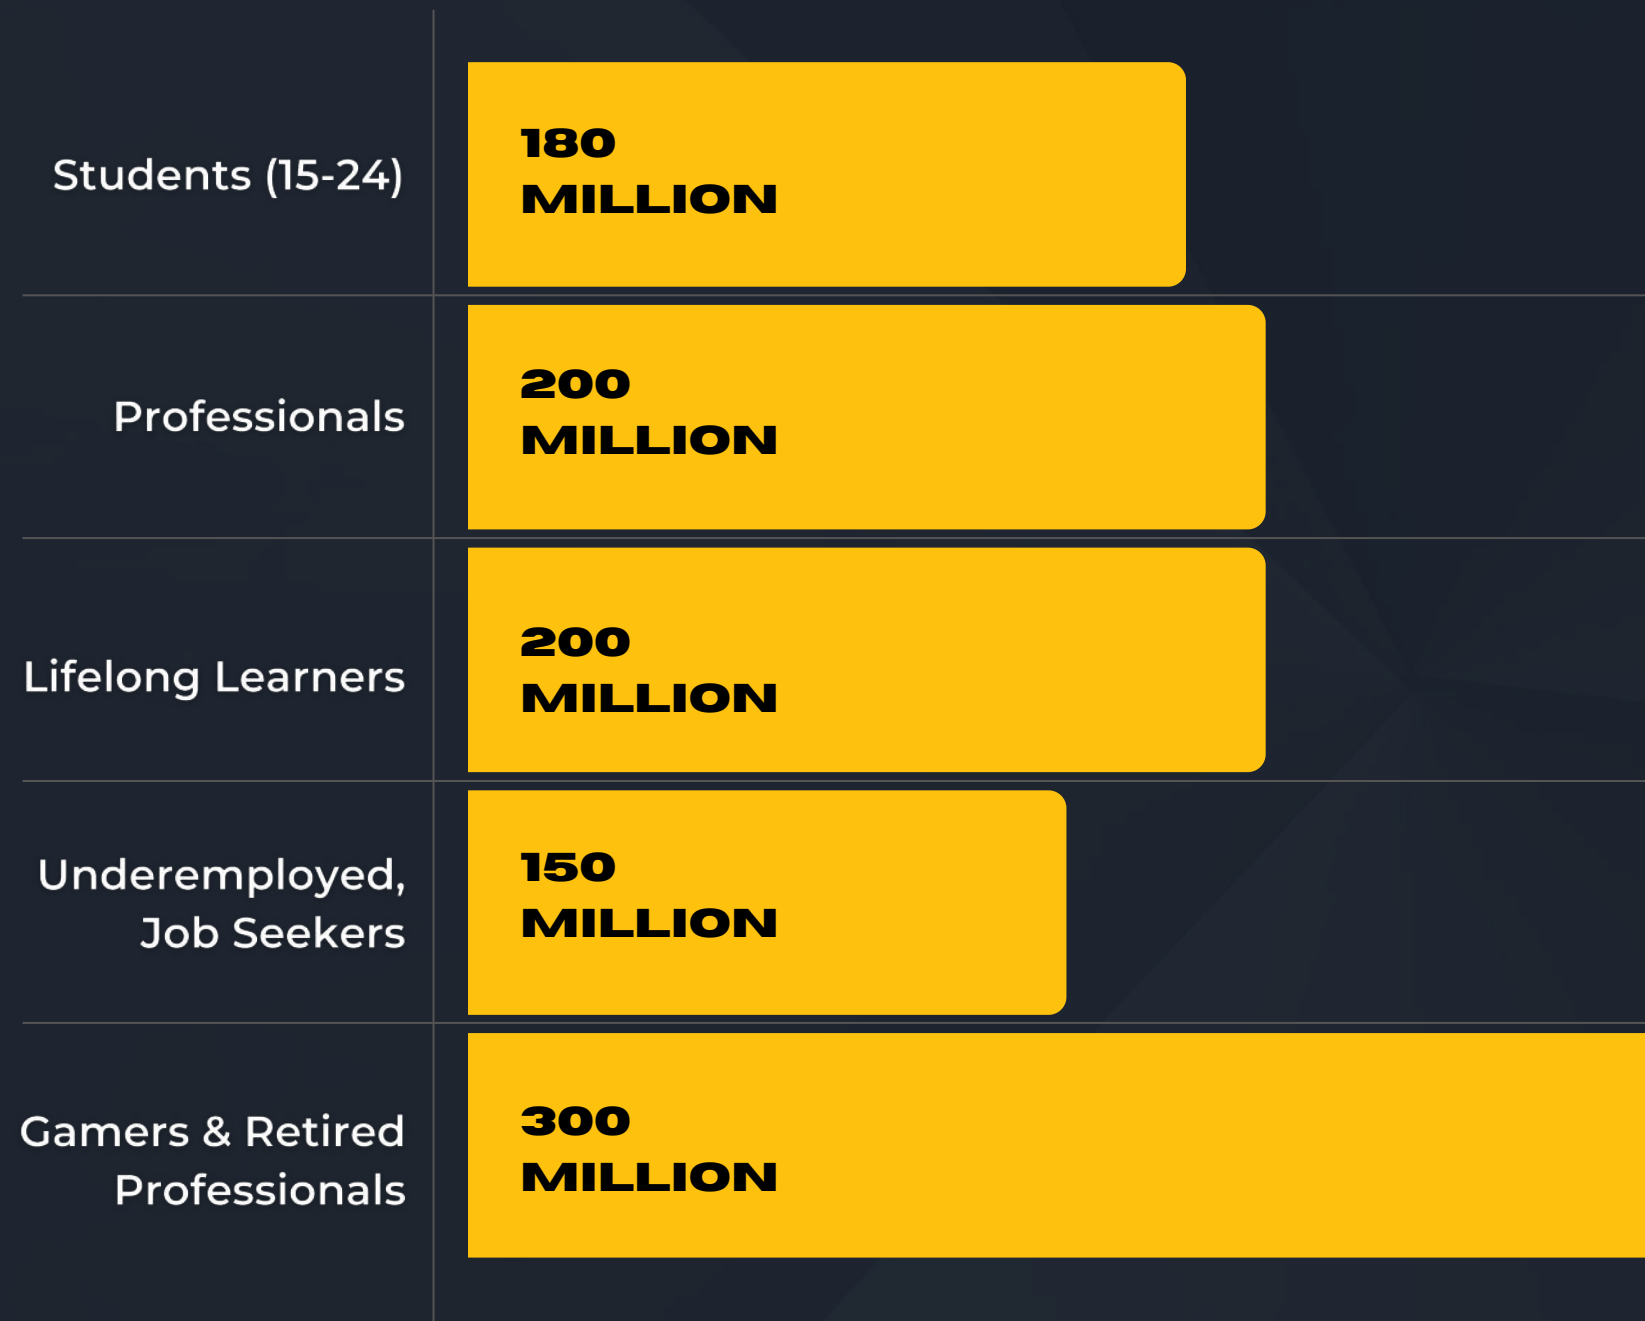 Students (15-24)
180
MILLION
Professionals
200
MILLION
Lifelong Learners
200
MILLION
Underemployed,
Job Seekers
150
MILLION
Gamers & Retired
Professionals
300
MILLION